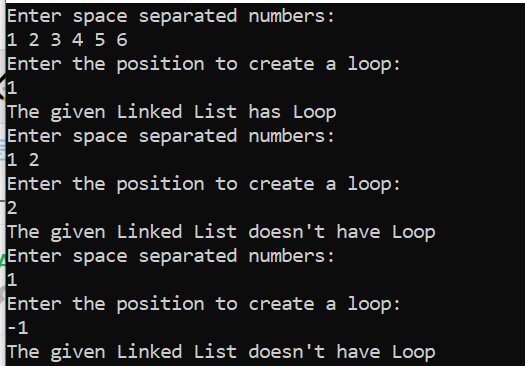 Enter space separated numbers:
1 2 3 4 5 6
Enter the position to create a loop:
1
The given Linked List has Loop
Enter space separated numbers:
1 2
Enter the position to create a loop:
2
The given Linked List doesn't have Loop
Enter space separated numbers:
1
Enter the position to create a loop:
-1
The given Linked List doesn't have Loop